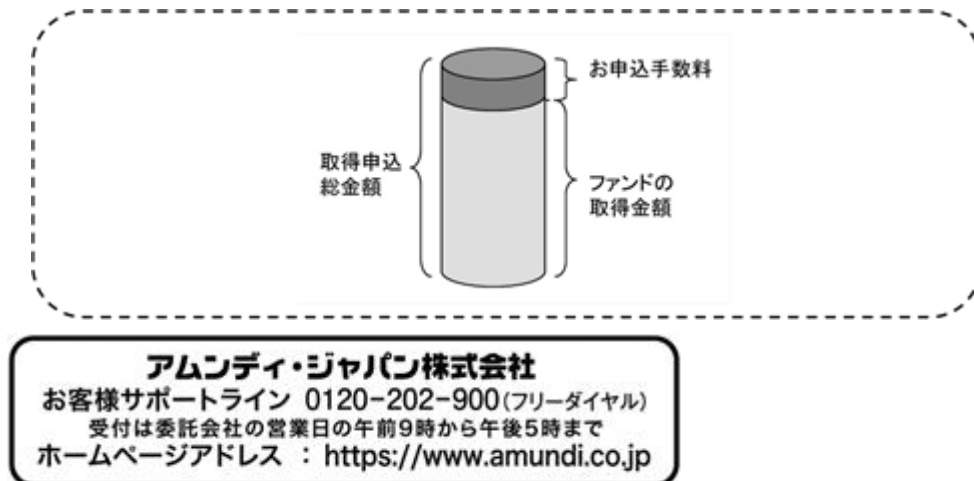 お申込手数料
取得申込
総金額
ファンドの
取得金額
アムンディ・ジャパン株式会社
お客様サポートライン 0120-202-900(フリーダイヤル)
受付は委託会社の営業日の午前9時から午後5時まで
ホームページアドレス : https://www.amundi.co.jp